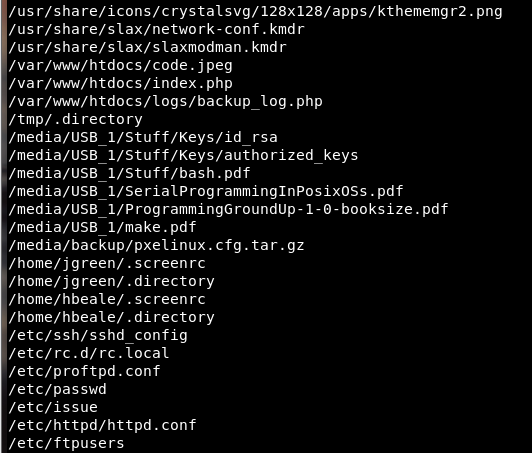 /usr/share/icons/crystalsvg/128x128/apps/kthememgr2.png
/usr/share/slax/network-conf.kmdr
/usr/share/slax/slaxmodman.kmdr
/var/www/htdocs/code.jpeg
/var/www/htdocs/index.php
/var/www/htdocs/logs/backup_log.php
/tmp/.directory
/media/USB_1/Stuff/Keys/id_rsa
/media/USB_1/Stuff/Keys/authorized_keys
/media/USB_1/Stuff/bash.pdf
/media/USB_1/SerialProgrammingInPosixOSs.pdf
/media/USB_1/ProgrammingGroundUp-1-0-booksize.pdf
/media/USB_1/make.pdf
/media/backup/pxelinux.cfg.tar.gz
/home/jgreen/.screenrc
/home/jgreen/.directory
/home/hbeale/.screenrc
/home/hbeale/.directory
/etc/ssh/sshd_config
/etc/rc.d/rc.local
/etc/proftpd.conf
/etc/passwd
/etc/issue
/etc/httpd/httpd.conf
/etc/ftpusers